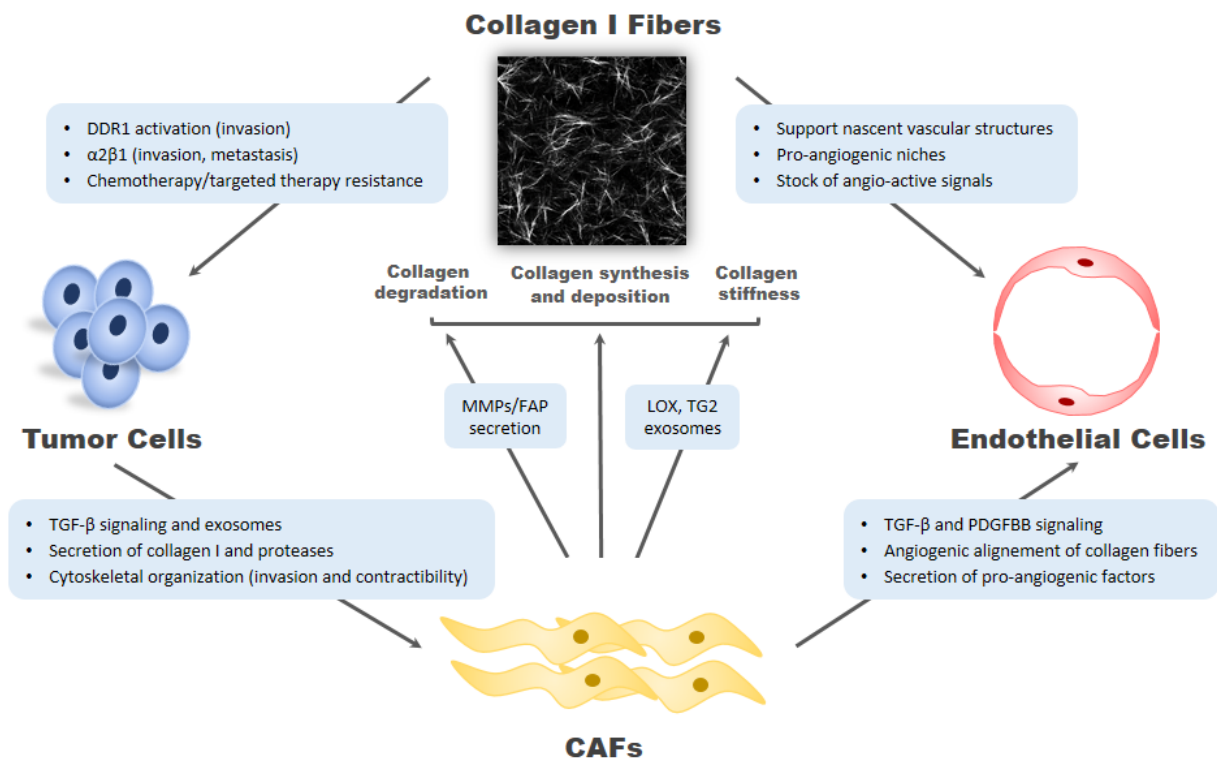 Collagen I Fibers
• DDR1 activation (invasion)
• α2β1 (invasion, metastasis)
• Chemotherapy/targeted therapy resistance
• Support nascent vascular structures
• Pro-angiogenic niches
• Stock of angio-active signals
Collagen
degradation
Collagen synthesis
and deposition
Collagen
stiffness
MMPs/FAP
secretion
LOX, TG2
exosomes
Tumor Cells
Endothelial Cells
• TGF-β signaling and exosomes
• Secretion of collagen I and proteases
• Cytoskeletal organization (invasion and contractibility)
• TGF-β and PDGFBB signaling
• Angiogenic alignement of collagen fibers
• Secretion of pro-angiogenic factors
CAFs